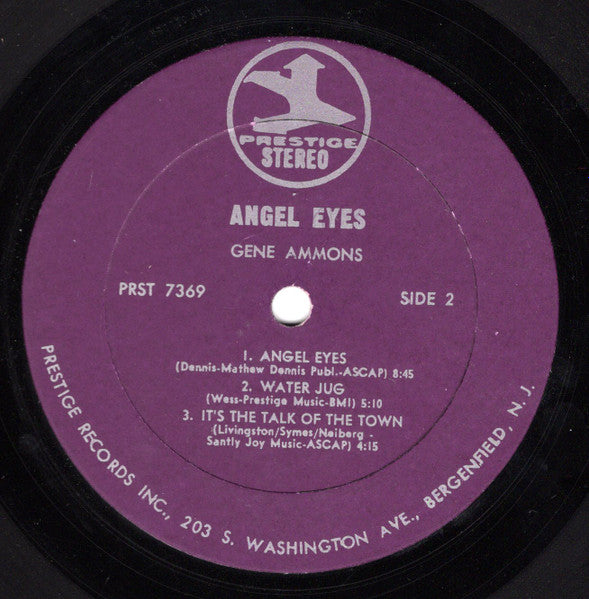 PRESTIGE
STEREO
ANGEL EYES
GENE AMMONS
PRST 7369
SIDE 2
1. ANGEL EYES
(Dennis-Mathew Dennis Publ.-ASCAP) 8:45
2. WATER JUG
(Wess-Prestige Music-BMI) 5:10
3. IT'S THE TALK OF THE TOWN
(Livingston/Symes/Neiberg -
Santly Joy Music-ASCAP) 4:15
PRESTIGE RECORDS INC., 203 S. WASHINGTON AVE., BERGENFIELD, N. J.